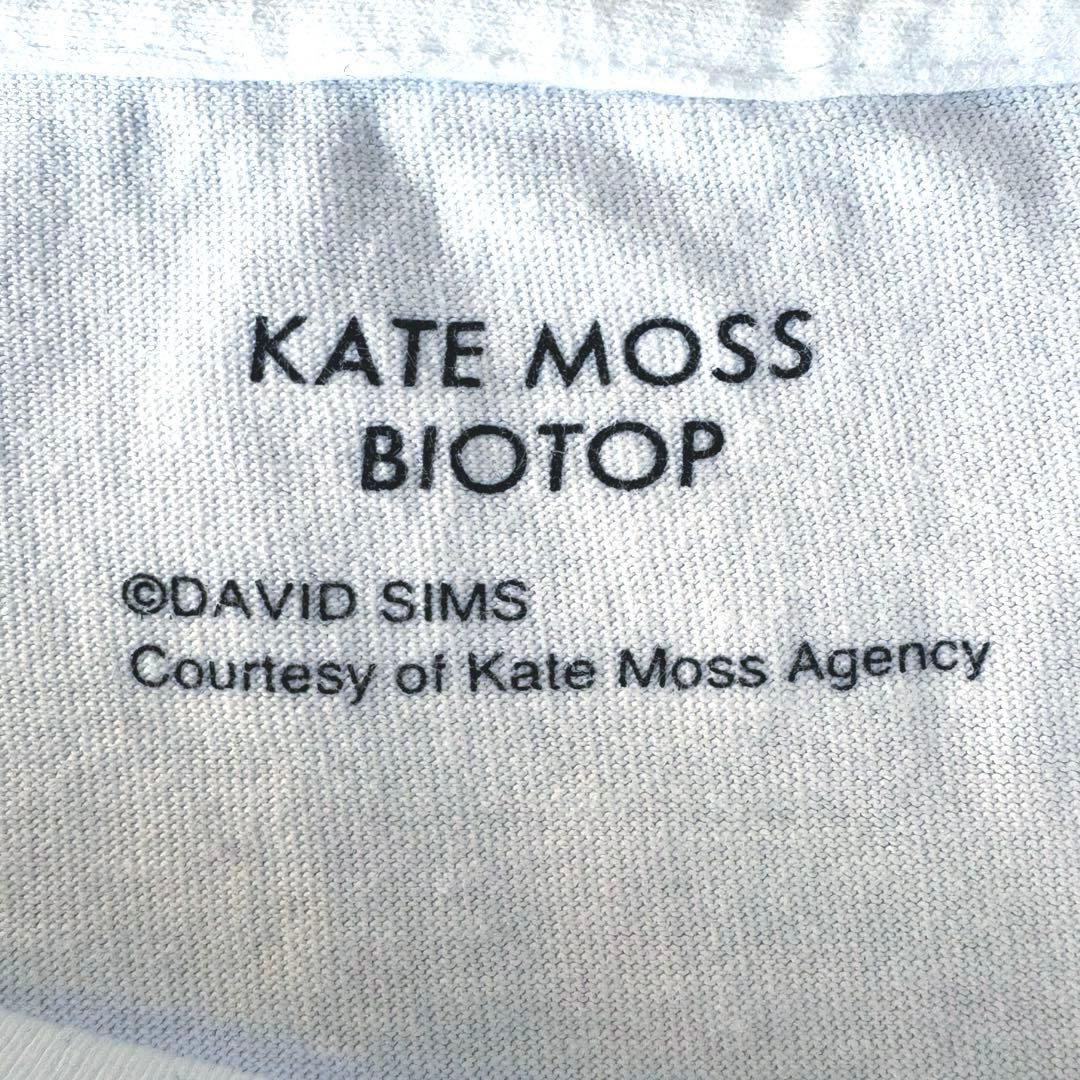 KATE MOSS
BIOTOP
©DAVID SIMS
Courtesy of Kate Moss Agency